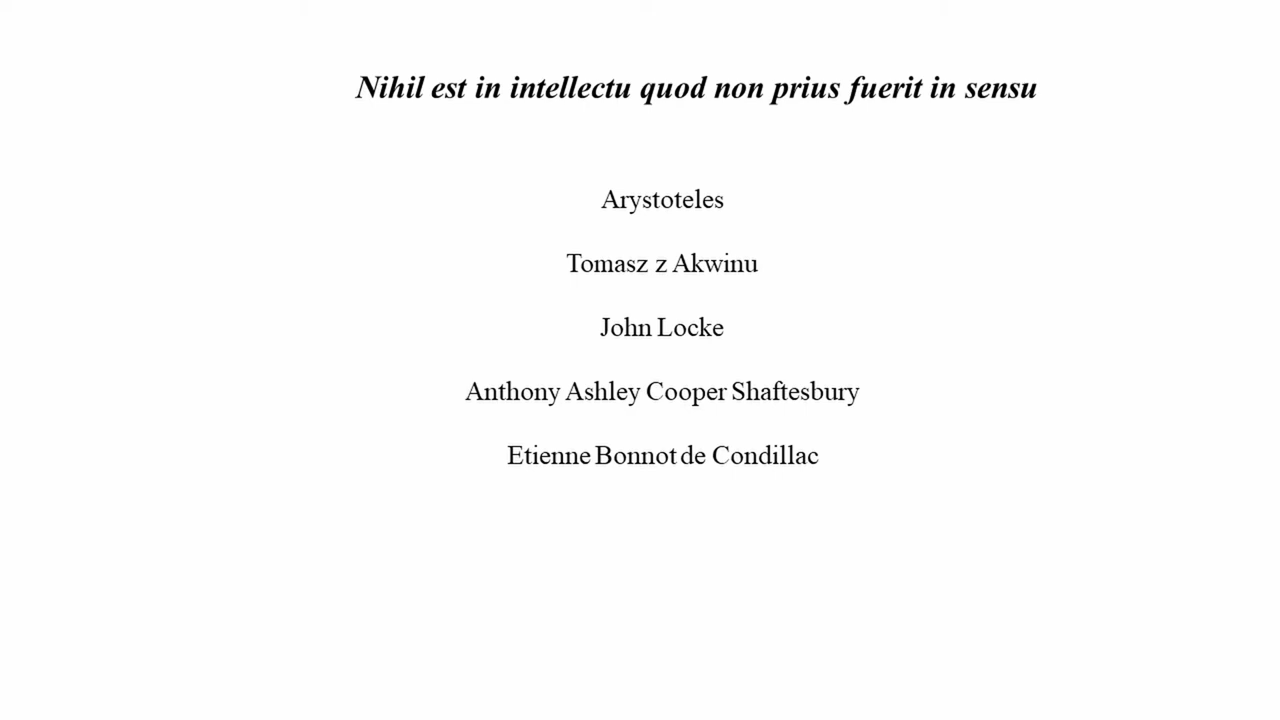 Nihil est in intellectu quod non prius fuerit in sensu
Arystoteles
Tomasz z Akwinu
John Locke
Anthony Ashley Cooper Shaftesbury
Etienne Bonnot de Condillac